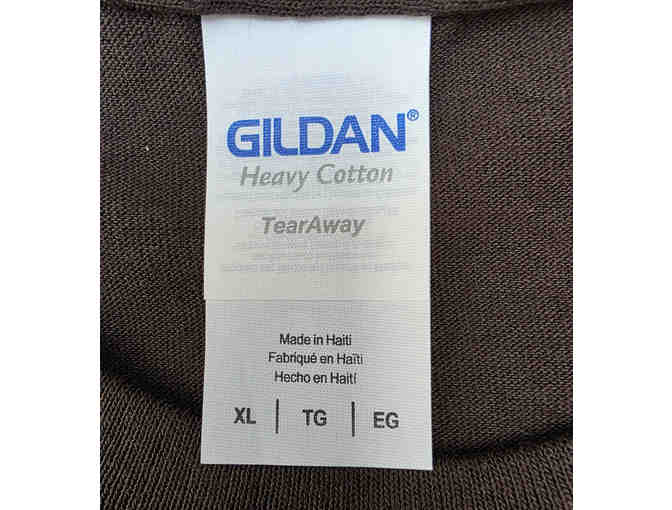 GILDAN®
Heavy Cotton
TearAway
Made in Haiti
Fabriqué en Haïti
Hecho en Haití
XL | TG | EG